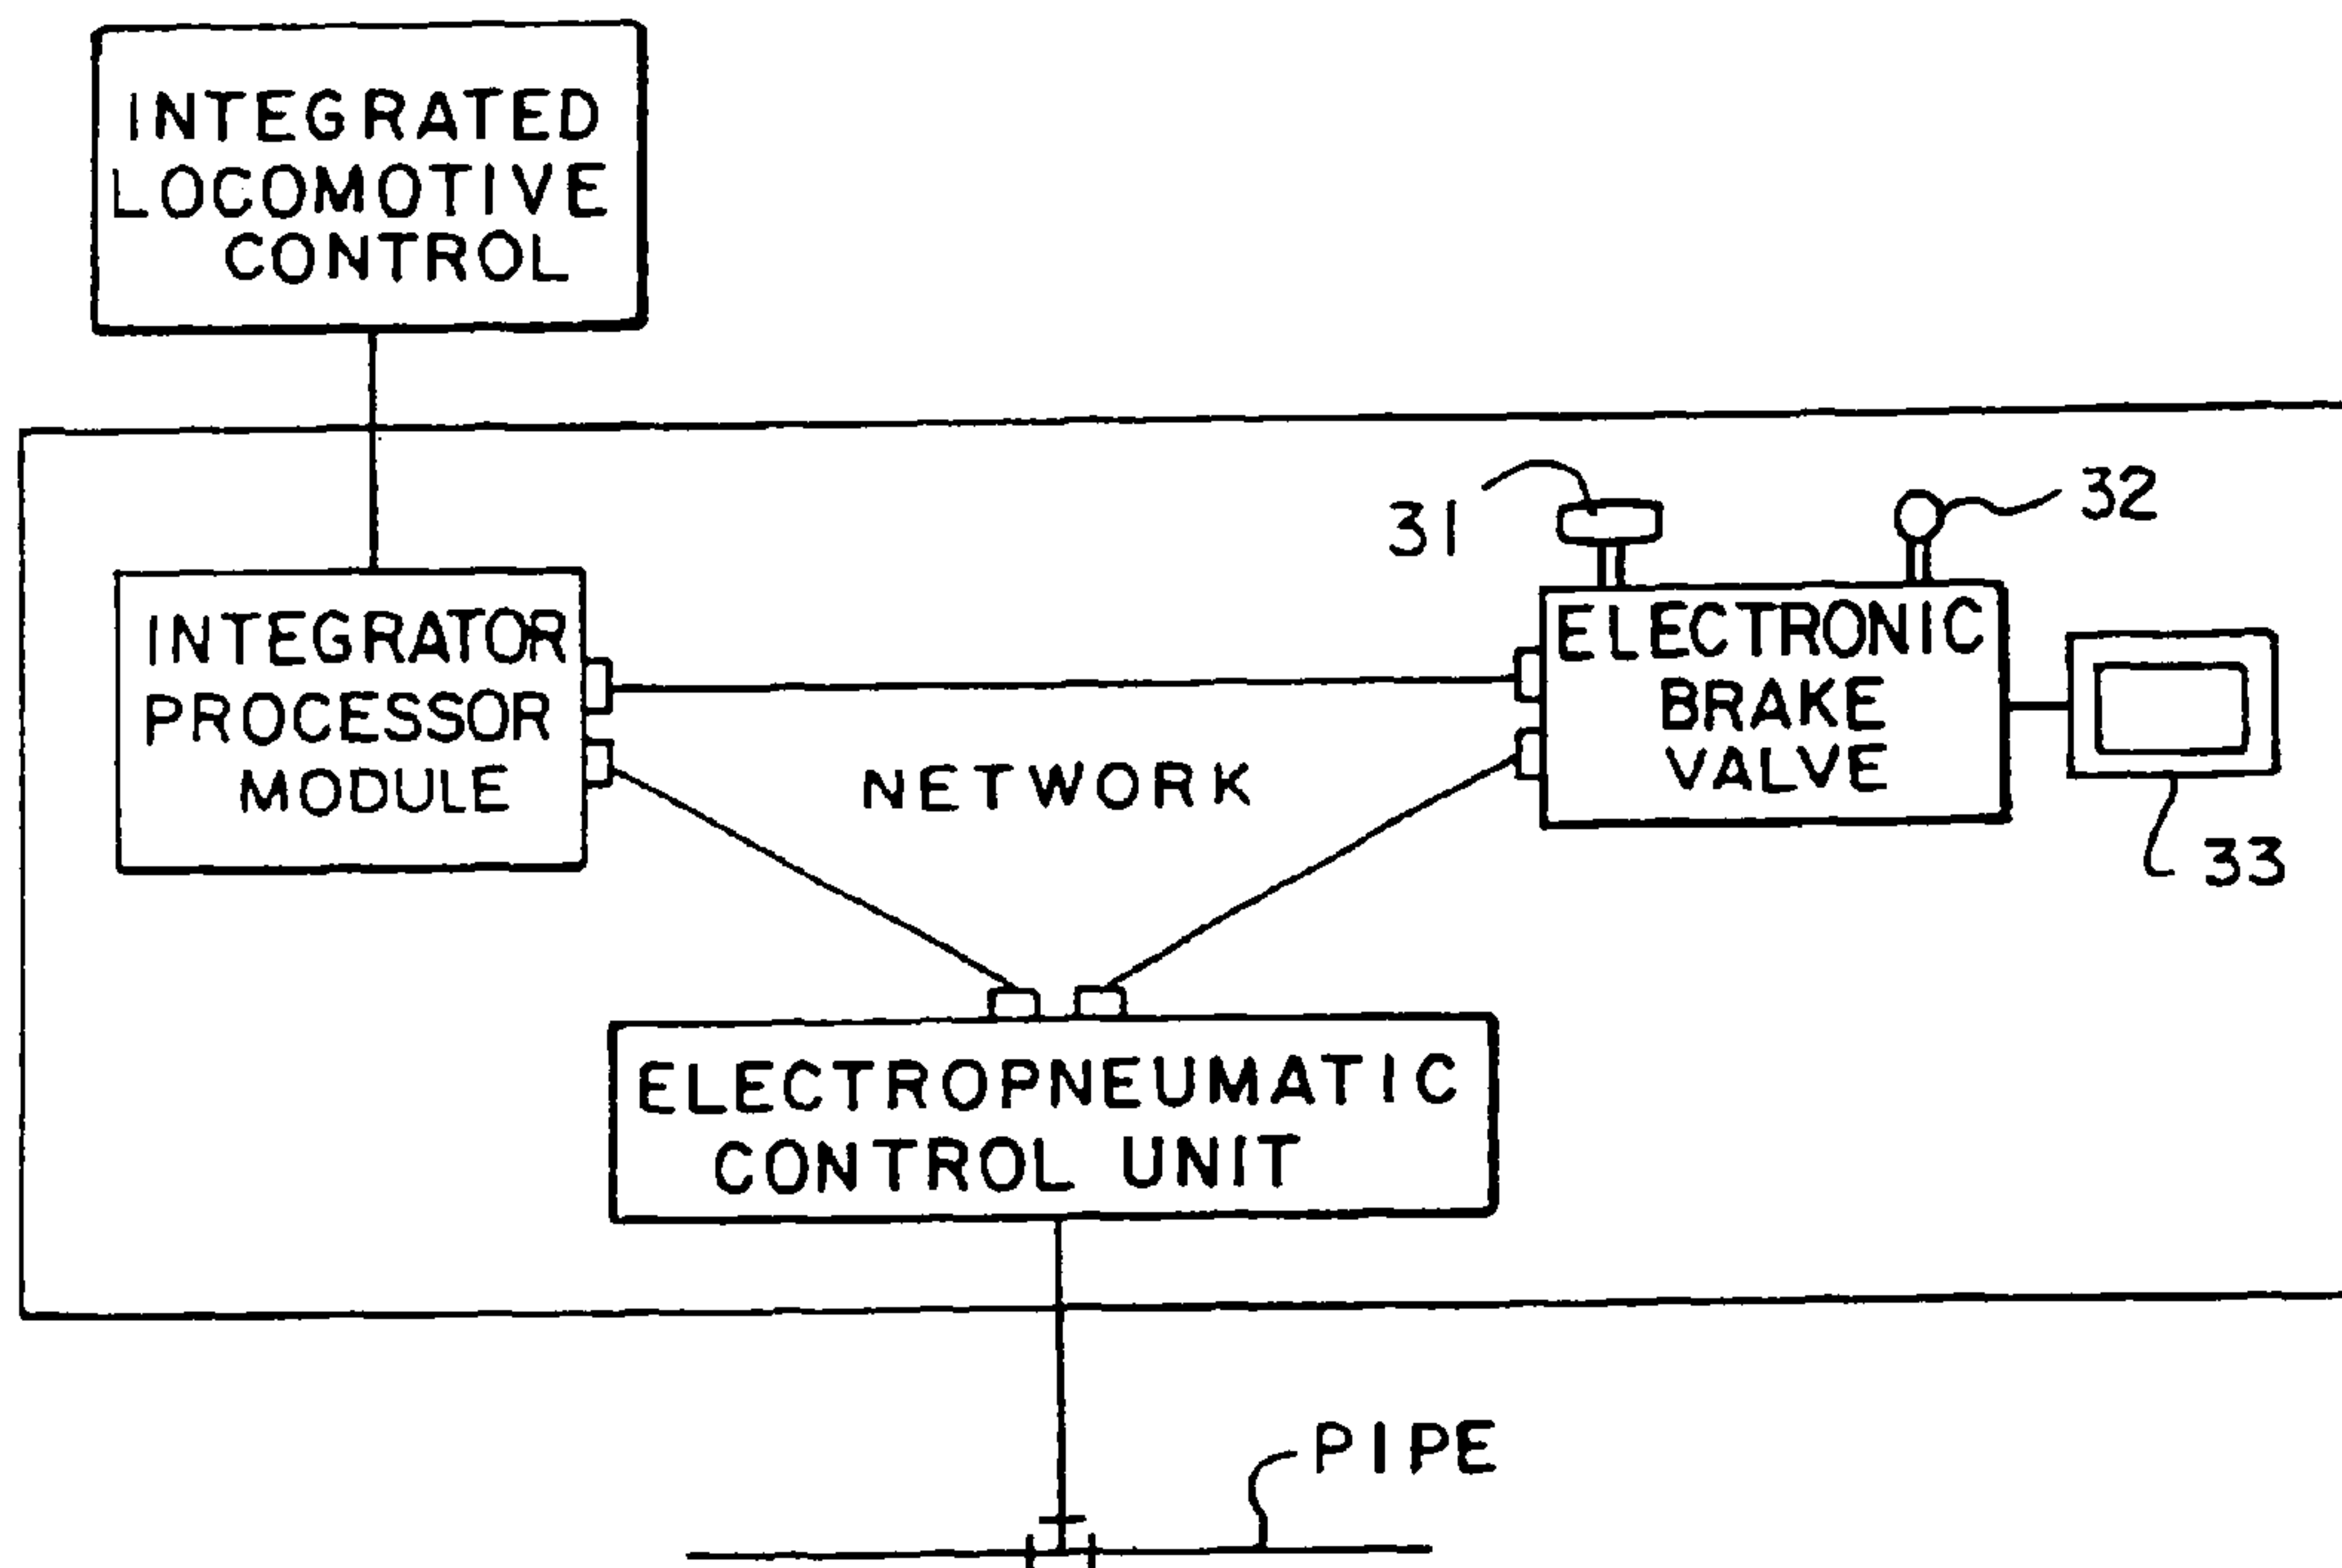 INTEGRATED
LOCOMOTIVE
CONTROL
31
32
INTEGRATOR
PROCESSOR
MODULE
NETWORK
ELECTRONIC
BRAKE
VALVE
33
ELECTROPNEUMATIC
CONTROL UNIT
PIPE